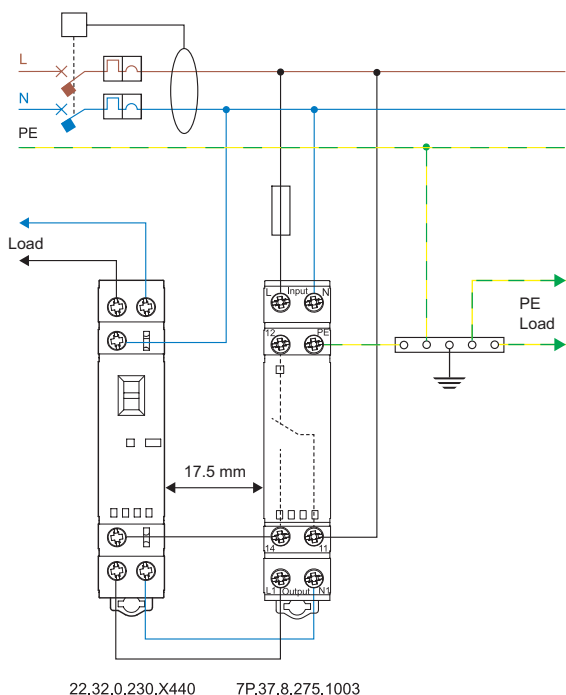 L
N
PE
Load
L Input N
12 PE
PE
Load
17.5 mm
14 11
L1 Output N1
22.32.0.230.X440 7P.37.8.275.1003